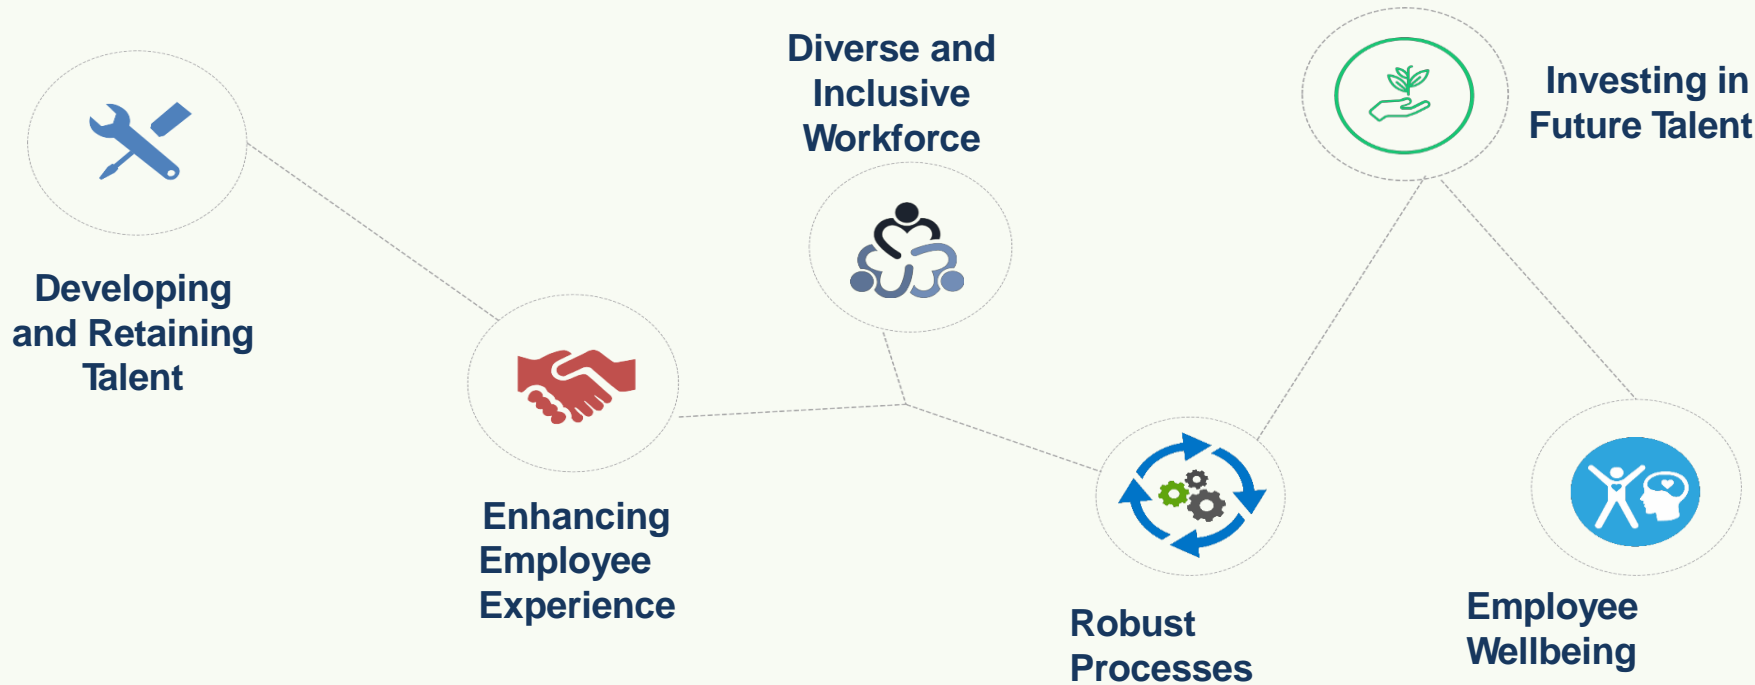 Developing
and Retaining
Talent
Enhancing
Employee
Experience
Diverse and
Inclusive
Workforce
Robust
Processes
Investing in
Future Talent
Employee
Wellbeing